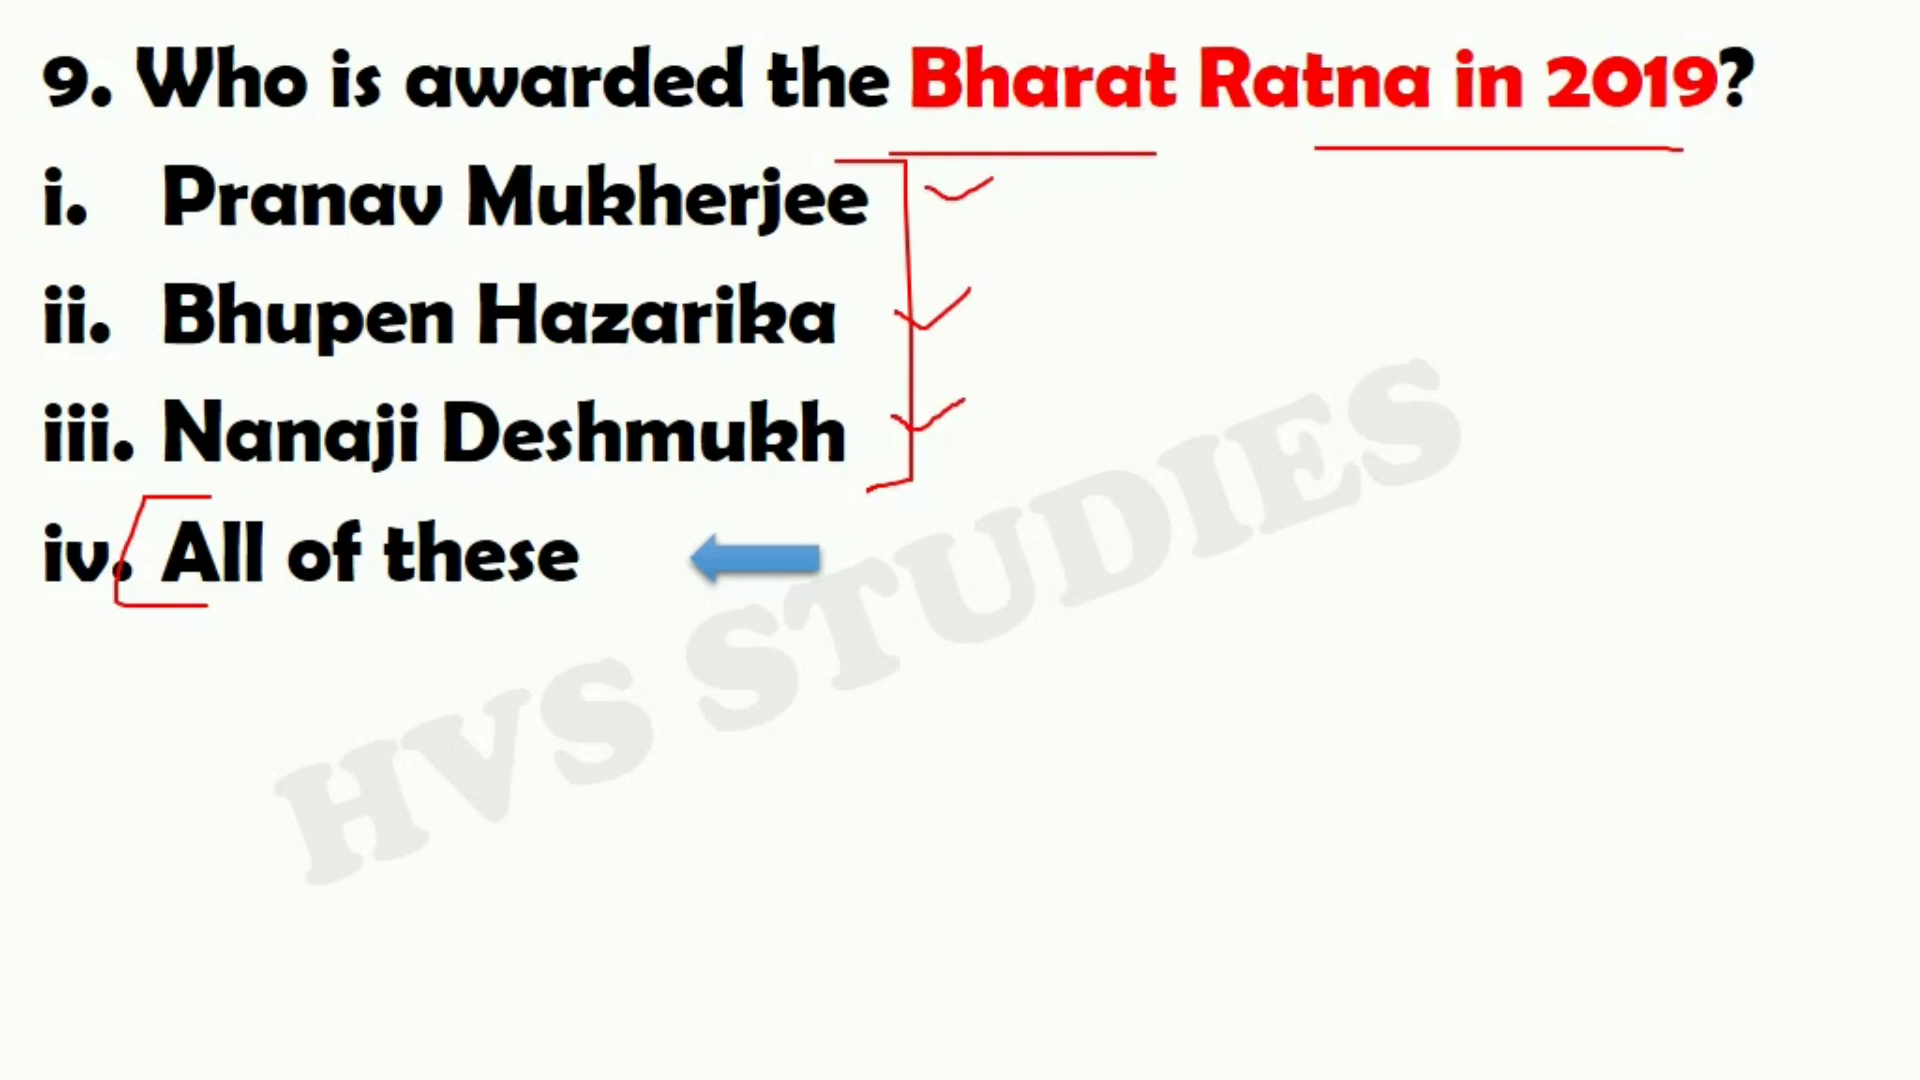 9. Who is awarded the Bharat Ratna in 2019?
i. Pranav Mukherjee
ii. Bhupen Hazarika
iii. Nanaji Deshmukh
iv. All of these
HVS STUDIES